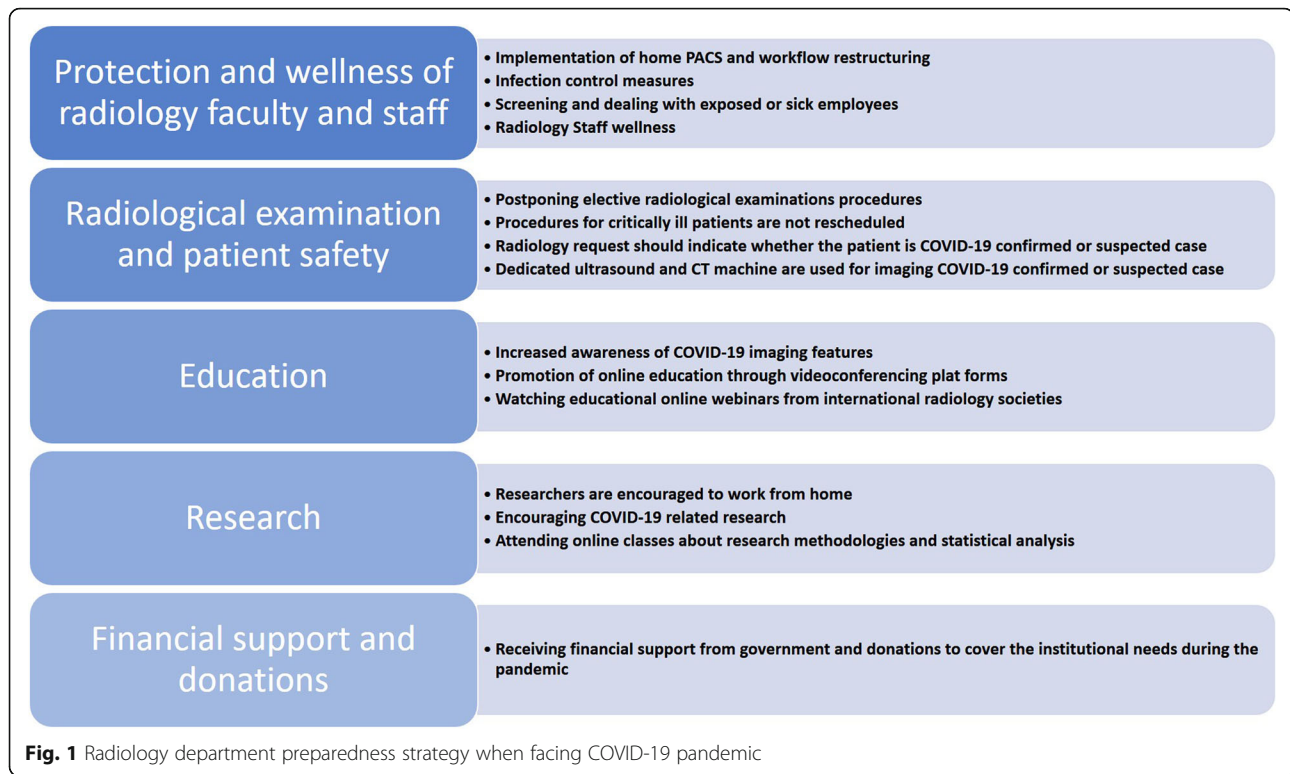 Protection and wellness of
radiology faculty and staff
• Implementation of home PACS and workflow restructuring
• Infection control measures
• Screening and dealing with exposed or sick employees
• Radiology Staff wellness
Radiological examination
and patient safety
• Postponing elective radiological examinations procedures
• Procedures for critically ill patients are not rescheduled
• Radiology request should indicate whether the patient is COVID-19 confirmed or suspected case
• Dedicated ultrasound and CT machine are used for imaging COVID-19 confirmed or suspected case
Education
• Increased awareness of COVID-19 imaging features
• Promotion of online education through videoconferencing plat forms
• Watching educational online webinars from international radiology societies
Research
• Researchers are encouraged to work from home
• Encouraging COVID-19 related research
• Attending online classes about research methodologies and statistical analysis
Financial support and
donations
• Receiving financial support from government and donations to cover the institutional needs during the
pandemic
Fig. 1 Radiology department preparedness strategy when facing COVID-19 pandemic